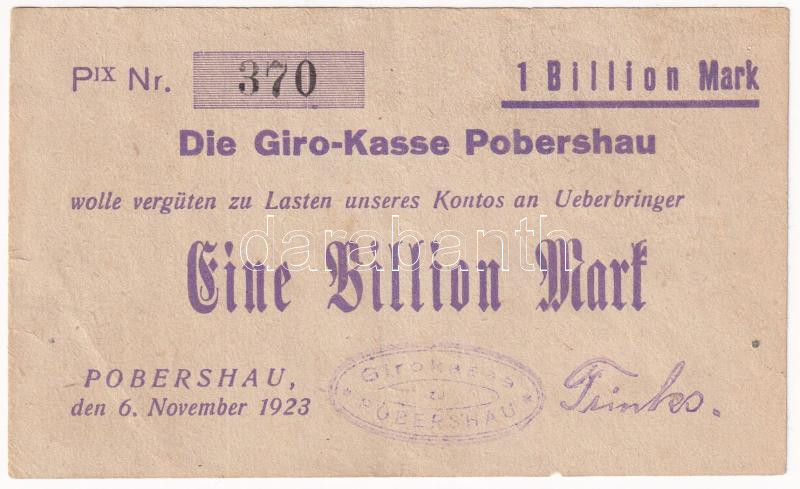 PIX Nr. 370
1 Billion Mark
Die Giro-Kasse Pobershau
wolle vergüten zu Lasten unseres Kontos an Ueberbringer
darabanth
Eine Billion Mark
POBERSHAU,
den 6. November 1923
Girokasse
zu
* POBERSHAU *